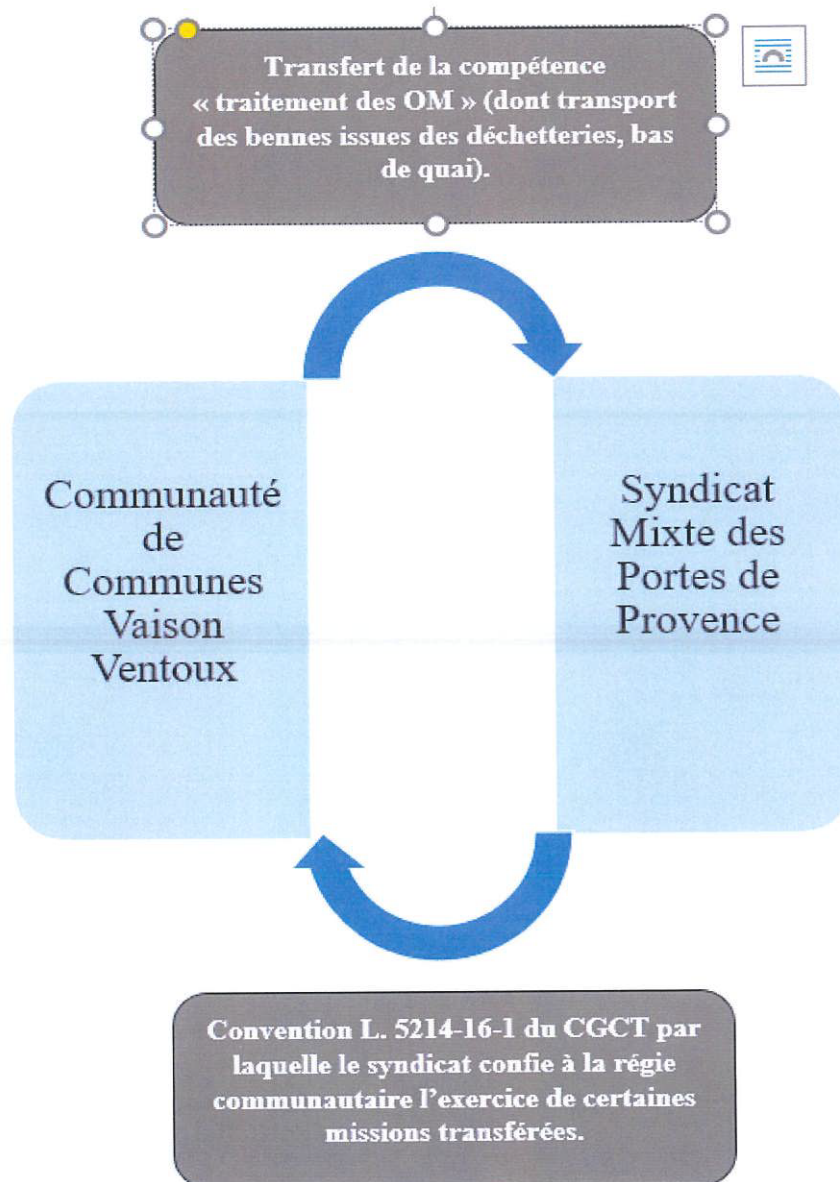 Transfert de la compétence
« traitement des OM » (dont transport
des bennes issues des déchetteries, bas
de quai).
Communauté
de
Communes
Vaison
Ventoux
Syndicat
Mixte des
Portes de
Provence
Convention L. 5214-16-1 du CGCT par
laquelle le syndicat confie à la régie
communautaire l’exercice de certaines
missions transférées.